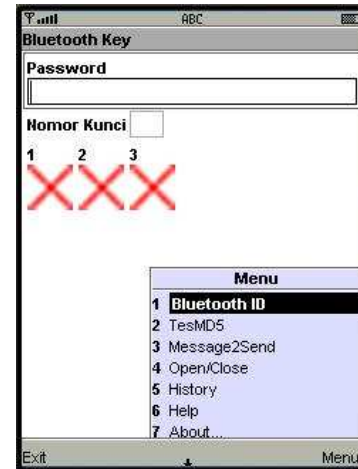 ABC
Bluetooth Key
Password
Nomor Kunci
1 2 3
Menu
1 Bluetooth ID
2 TesMD5
3 Message2Send
4 Open/Close
5 History
6 Help
7 About...
Exit Menu